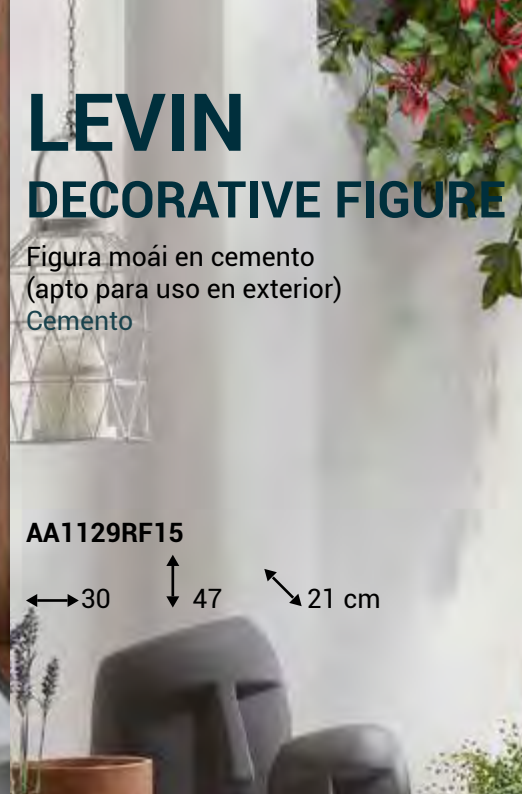 LEVIN
DECORATIVE FIGURE
Figura moái en cemento
(apto para uso en exterior)
Cemento
AA1129RF15
30 47 21 cm